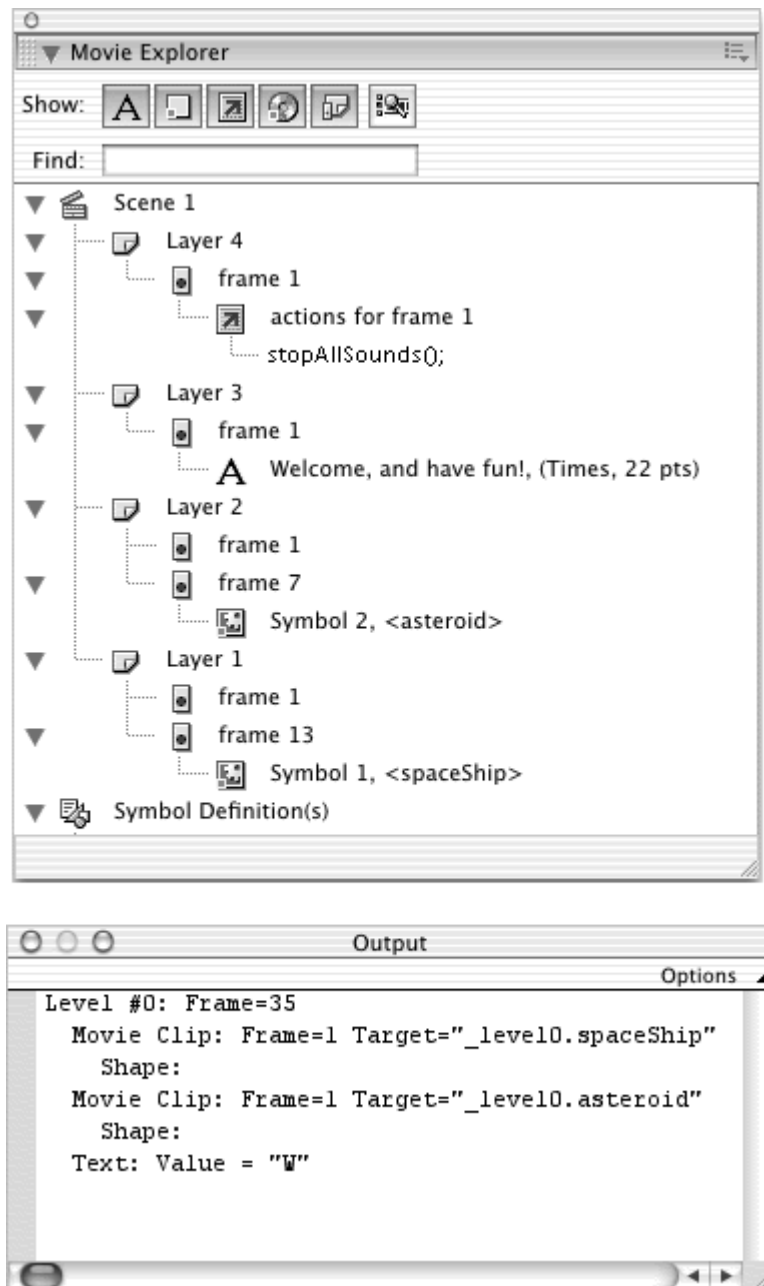 Movie Explorer
Show: A
Find:
Scene 1
Layer 4
frame 1
actions for frame 1
stopAllSounds();
Layer 3
frame 1
A Welcome, and have fun!, (Times, 22 pts)
Layer 2
frame 1
frame 7
Symbol 2, <asteroid>
Layer 1
frame 1
frame 13
Symbol 1, <spaceShip>
Symbol Definition(s)
Output
Options
Level #0: Frame=35
Movie Clip: Frame=1 Target="_level0.spaceShip"
Shape:
Movie Clip: Frame=1 Target="_level0.asteroid"
Shape:
Text: Value = "W"